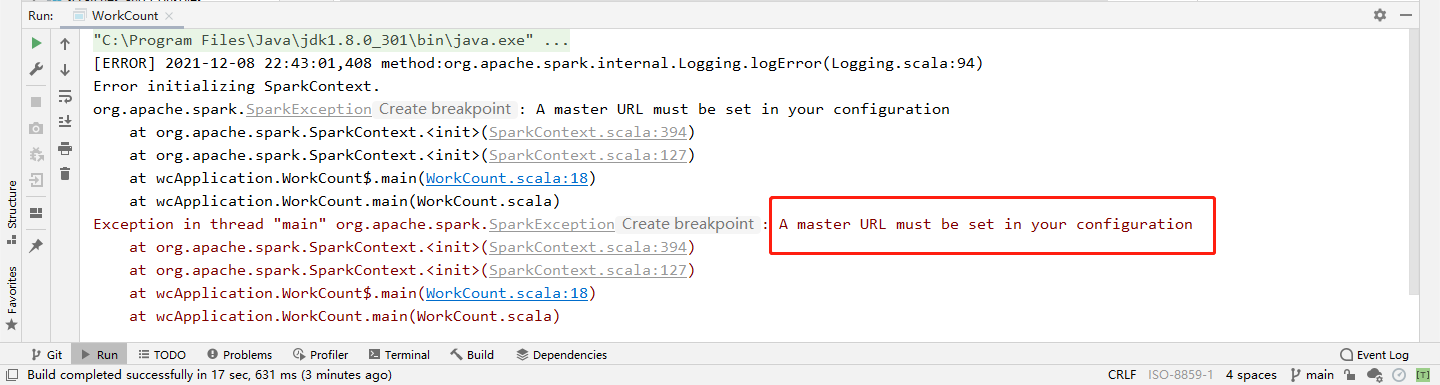 Run: WorkCount
"C:\Program Files\Java\jdk1.8.0_301\bin\java.exe" ...
[ERROR] 2021-12-08 22:43:01,408 method:org.apache.spark.internal.Logging.logError(Logging.scala:94)
Error initializing SparkContext.
org.apache.spark.SparkException Create breakpoint : A master URL must be set in your configuration
at org.apache.spark.SparkContext.<init>(SparkContext.scala:394)
at org.apache.spark.SparkContext.<init>(SparkContext.scala:127)
at wcApplication.WorkCount$.main(WorkCount.scala:18)
at wcApplication.WorkCount.main(WorkCount.scala)
Exception in thread "main" org.apache.spark.SparkException Create breakpoint : A master URL must be set in your configuration
at org.apache.spark.SparkContext.<init>(SparkContext.scala:394)
at org.apache.spark.SparkContext.<init>(SparkContext.scala:127)
at wcApplication.WorkCount$.main(WorkCount.scala:18)
at wcApplication.WorkCount.main(WorkCount.scala)
Structure
Favorites
Git Run TODO Problems Profiler Terminal Build Dependencies Event Log
Build completed successfully in 17 sec, 631 ms (3 minutes ago) CRLF ISO-8859-1 4 spaces main [T]